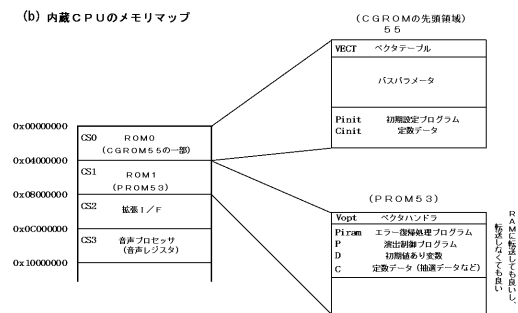 (b) 内蔵CPUのメモリマップ
(CGROMの先頭領域)
55
VECT ベクタテーブル
バスパラメータ
Pinit 初期設定プログラム
Cinit 定数データ
0x00000000
CS0 ROM0
(CGROM55の一部)
0x04000000
CS1 ROM1
(PROM53)
0x08000000
CS2 拡張I/F
0x0C000000
CS3 音声プロセッサ
(音声レジスタ)
0x10000000
(PROM53)
Vopt ベクタハンドラ
Piram エラー復帰処理プログラム
P 演出制御プログラム
D 初期値あり変数
C 定数データ(抽選データなど)
RAMに転送しても良いし、
転送しなくても良い